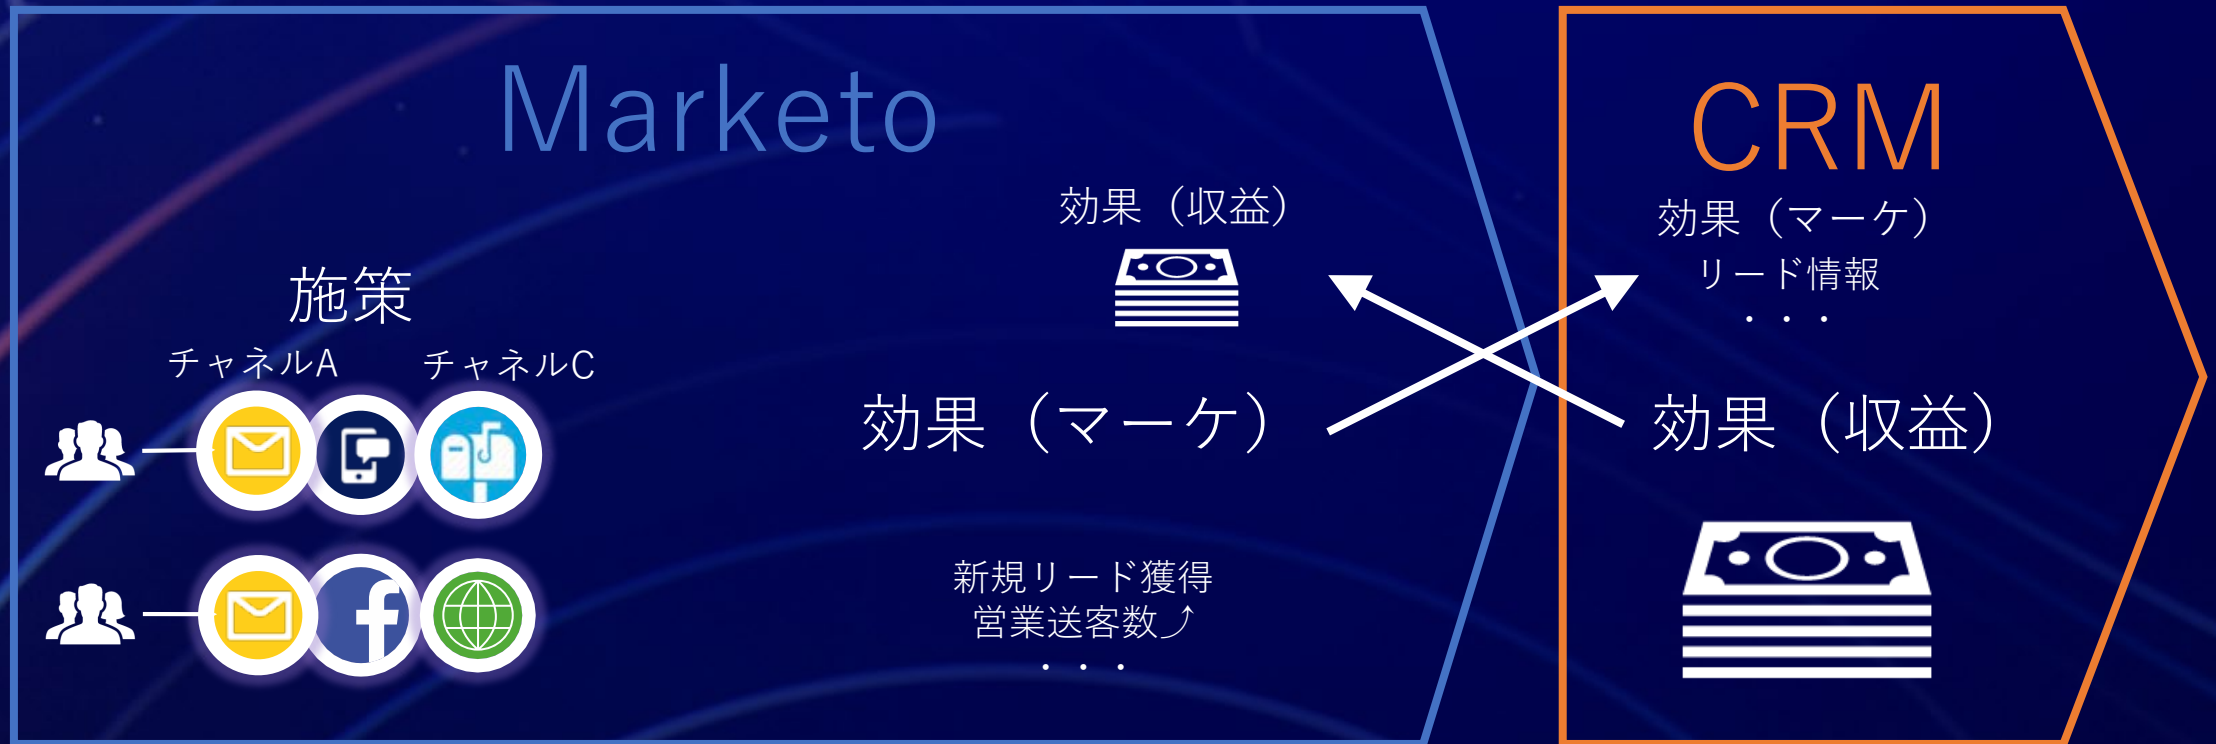 Marketo
施策
チャネルA
チャネルC
効果（収益）
効果（マーケ）
新規リード獲得
営業送客数⤴
・・・
CRM
効果（マーケ）
リード情報
・・・
効果（収益）